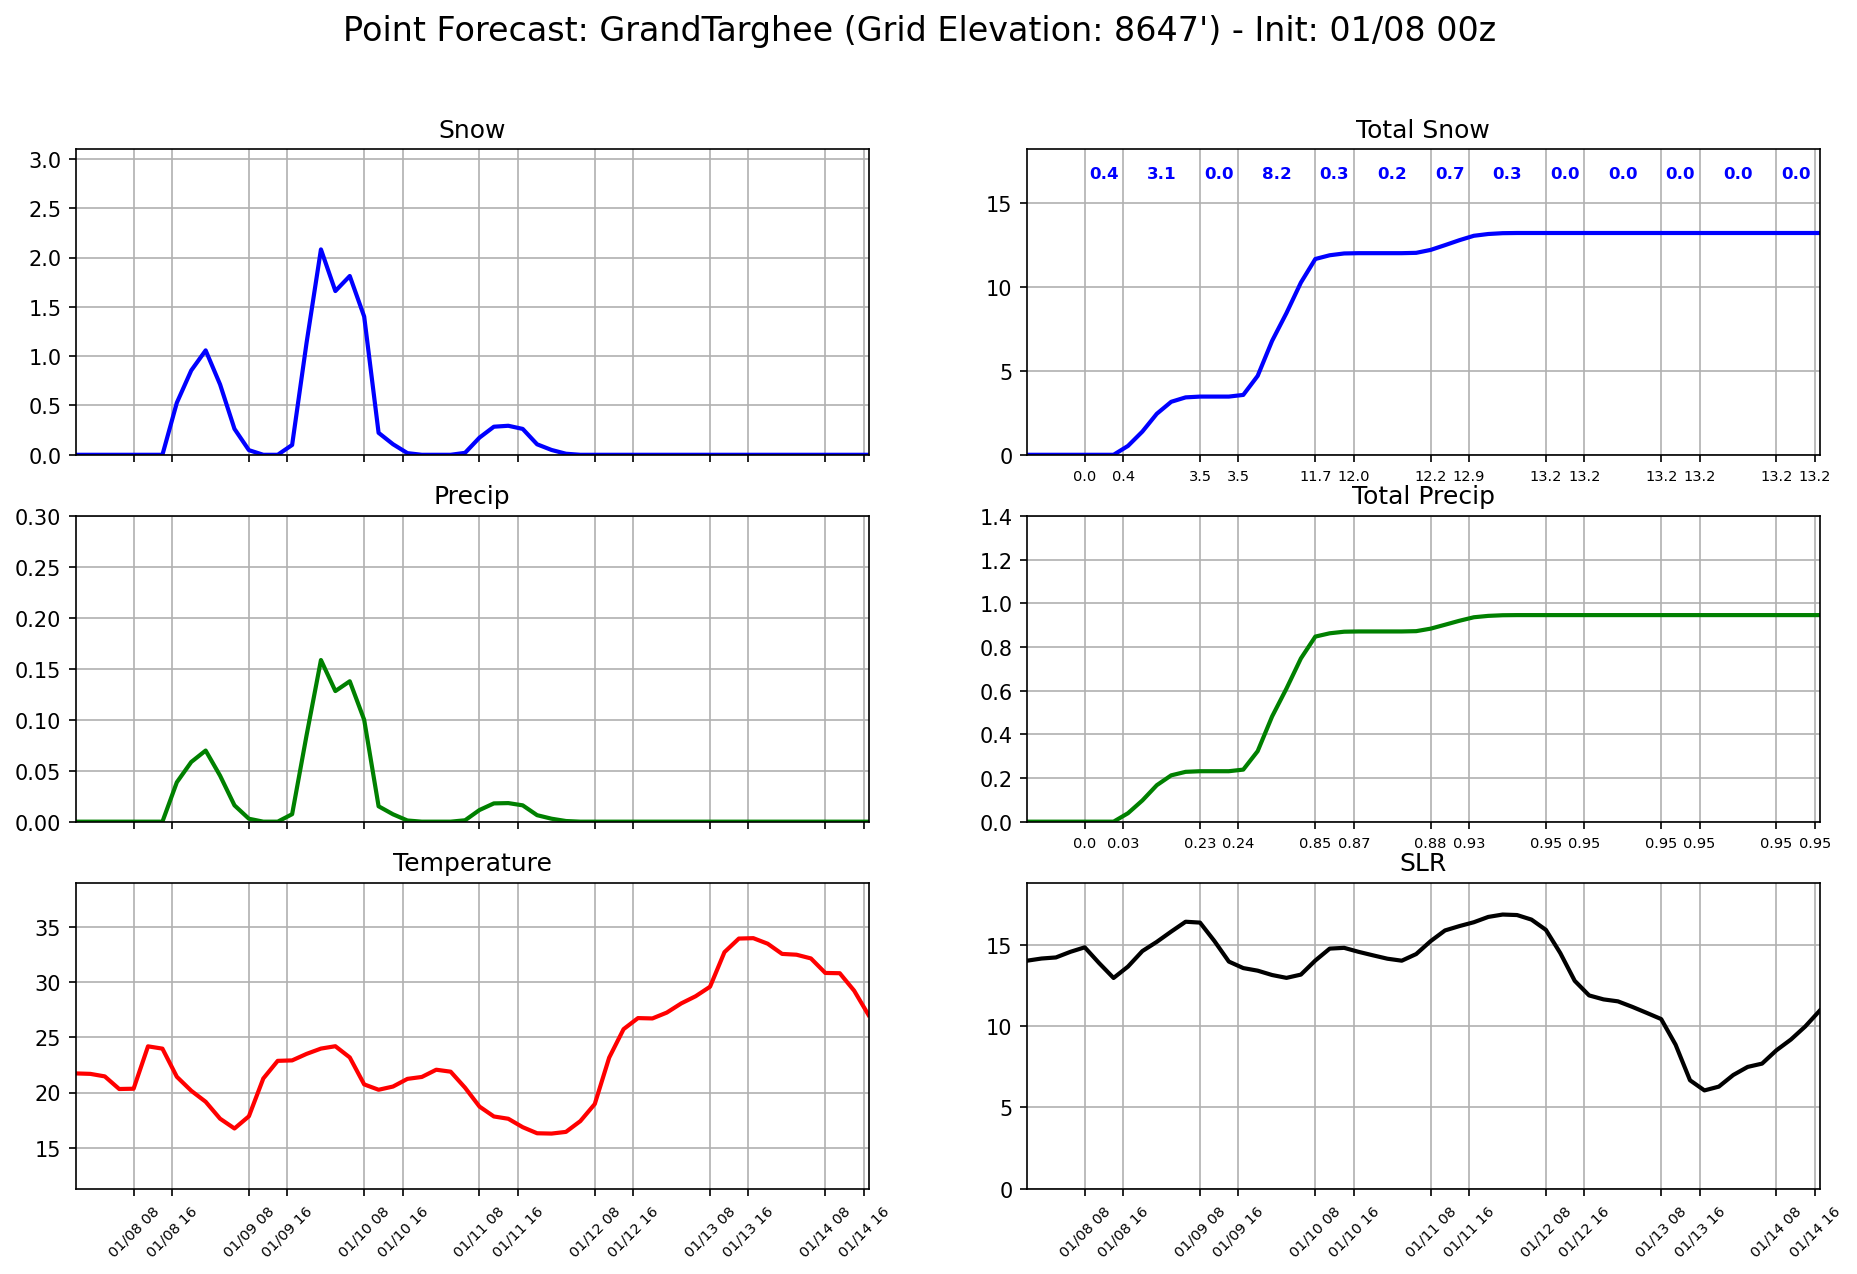 Point Forecast: GrandTarghee (Grid Elevation: 8647') - Init: 01/08 00z
Snow
3.0
2.5
2.0
1.5
1.0
0.5
0.0
Total Snow
0.4 3.1 0.0 8.2 0.3 0.2 0.7 0.3 0.0 0.0 0.0 0.0 0.0
15
10
5
0
0.0 0.4 3.5 3.5 11.7 12.0 12.2 12.9 13.2 13.2 13.2 13.2 13.2 13.2
Precip
0.30
0.25
0.20
0.15
0.10
0.05
0.00
Total Precip
1.4
1.2
1.0
0.8
0.6
0.4
0.2
0.0
0.0 0.03 0.23 0.24 0.85 0.87 0.88 0.93 0.95 0.95 0.95 0.95 0.95 0.95
Temperature
35
30
25
20
15
01/08 08 01/08 16 01/09 08 01/09 16 01/10 08 01/10 16 01/11 08 01/11 16 01/12 08 01/12 16 01/13 08 01/13 16 01/14 08 01/14 16
SLR
15
10
5
0
01/08 08 01/08 16 01/09 08 01/09 16 01/10 08 01/10 16 01/11 08 01/11 16 01/12 08 01/12 16 01/13 08 01/13 16 01/14 08 01/14 16